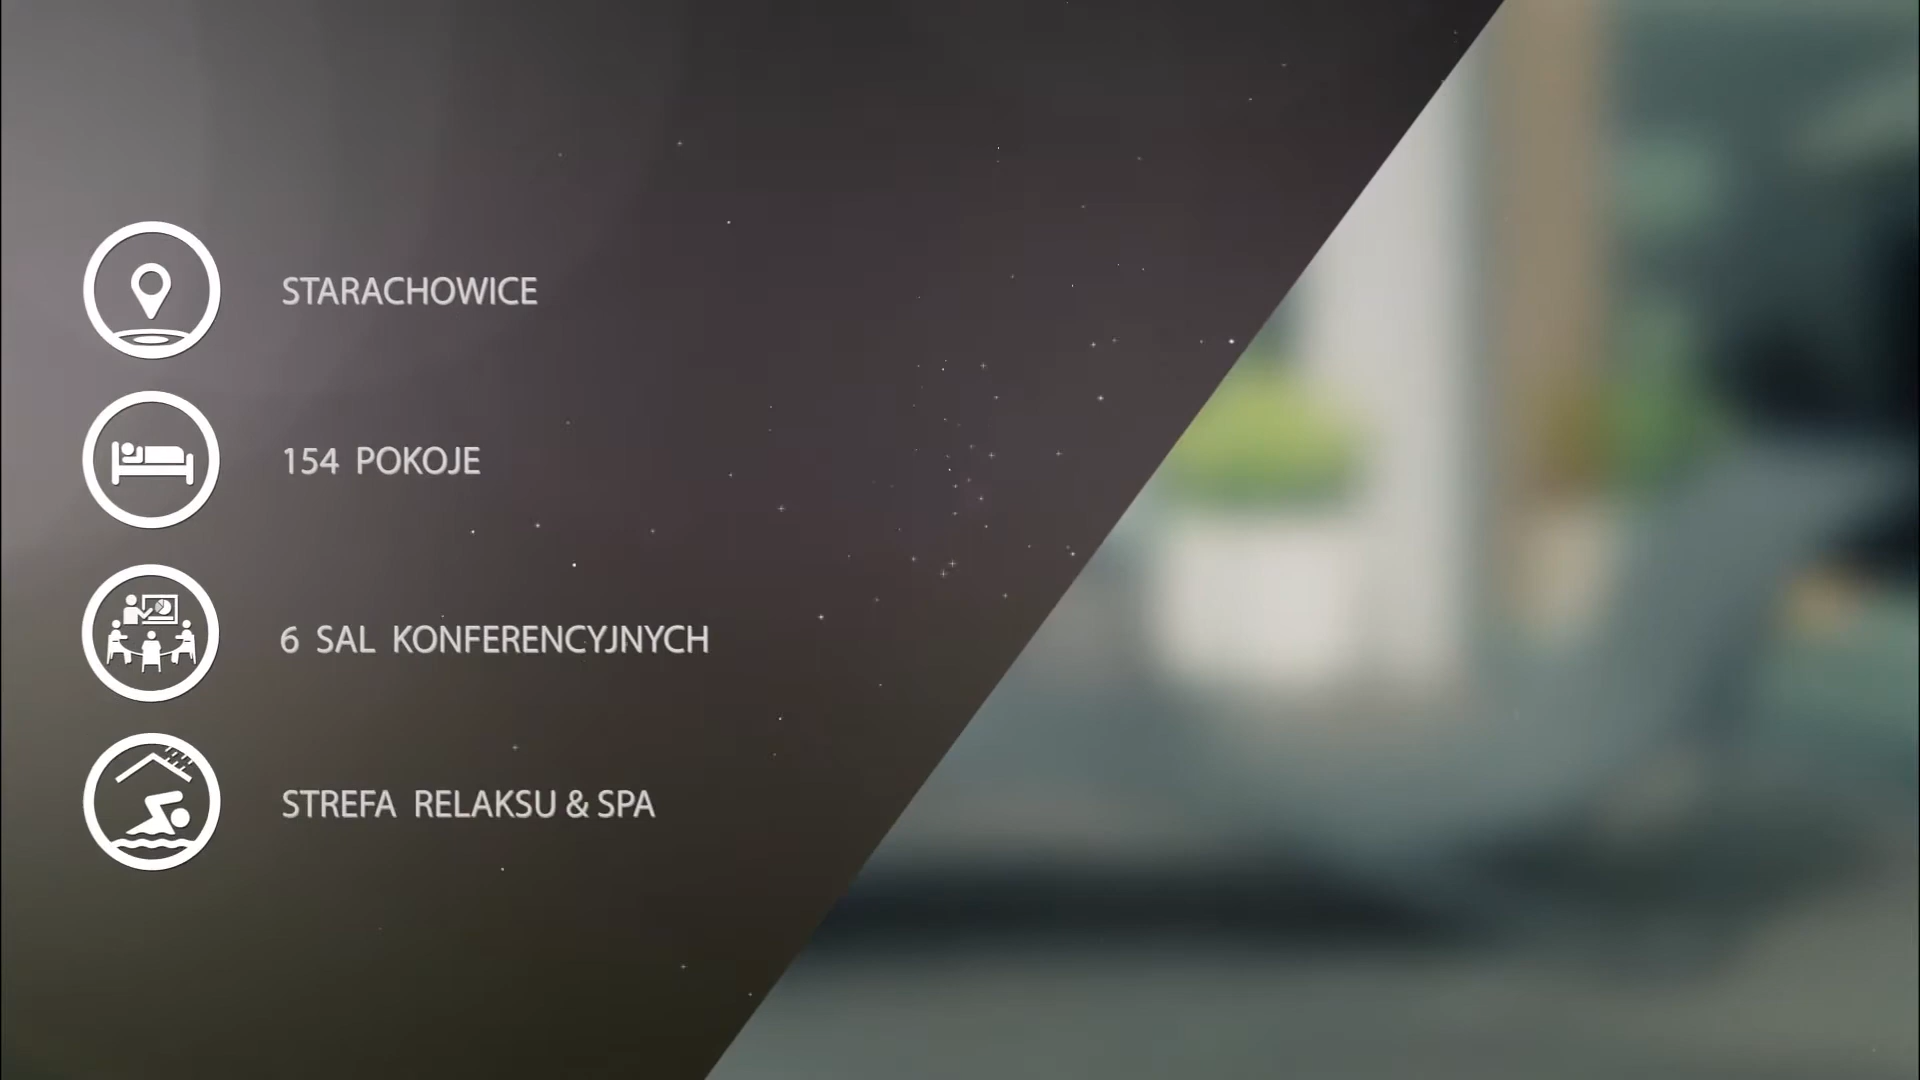 STARACHOWICE
154 POKOJE
6 SAL KONFERENCYJNYCH
STREFA RELAKSU & SPA